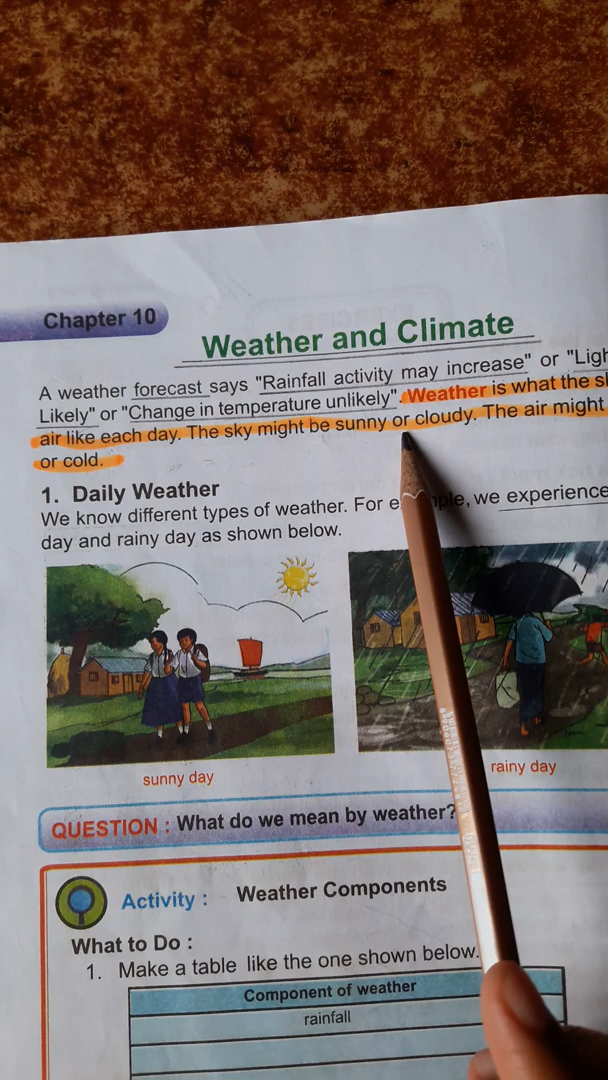 Chapter 10
Weather and Climate
A weather forecast says "Rainfall activity may increase" or "Ligh
Likely" or "Change in temperature unlikely". Weather is what the
air like each day. The sky might be sunny or cloudy. The air might
or cold.
1. Daily Weather
We know different types of weather. For we experience
day and rainy day as shown below.
sunny day
rainy day
QUESTION : What do we mean by weather?
Activity : Weather Components
What to Do :
1. Make a table like the one shown below.
Component of weather
rainfall